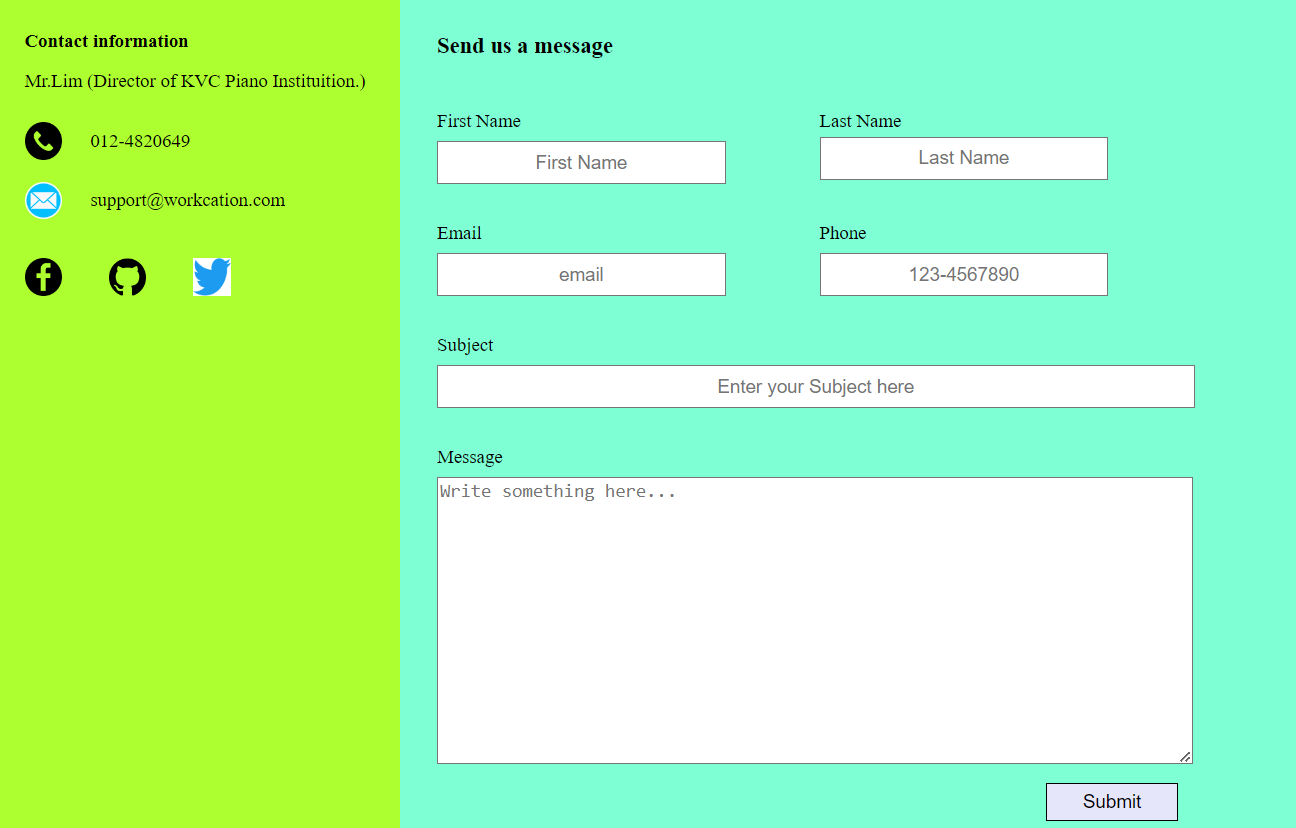 Contact information
Mr.Lim (Director of KVC Piano Instituition.)
012-4820649
support@workcation.com
Send us a message
First Name
Last Name
First Name
Last Name
Email
Phone
email
123-4567890
Subject
Enter your Subject here
Message
Write something here...
Submit